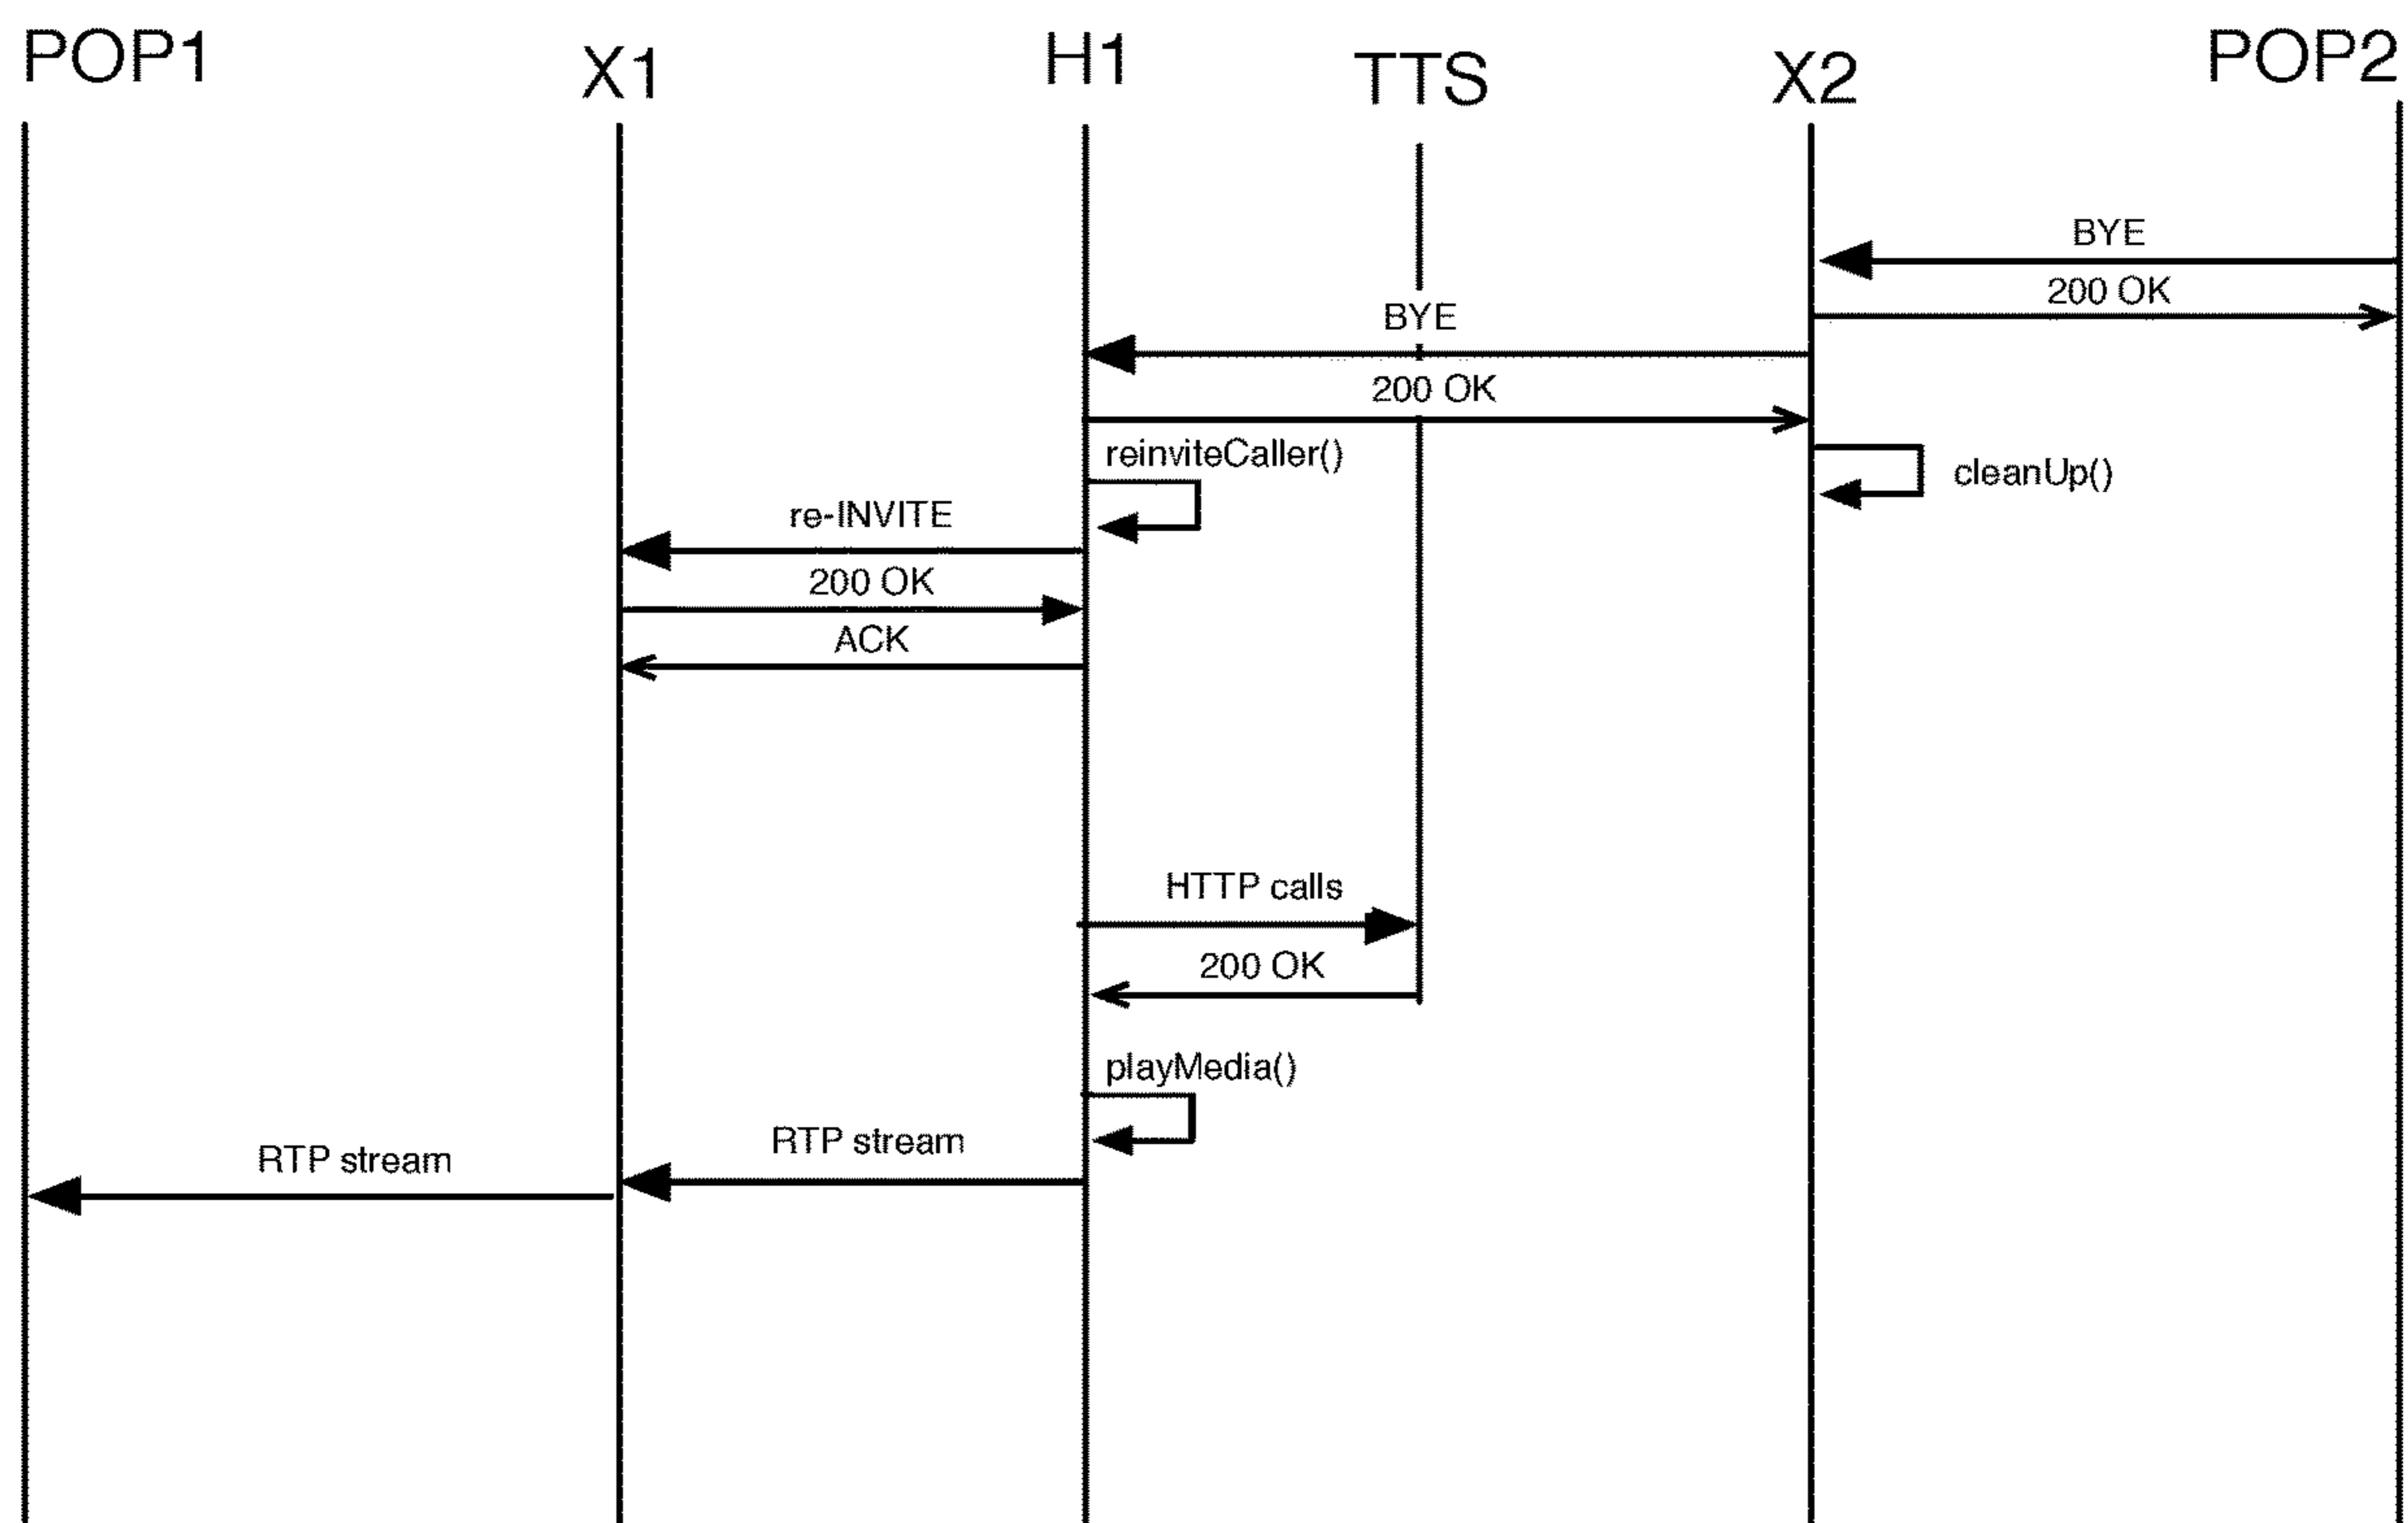 POP1
X1
H1
TTS
X2
POP2
BYE
200 OK
BYE
200 OK
reinviteCaller()
cleanUp()
re-INVITE
200 OK
ACK
HTTP calls
200 OK
playMedia()
RTP stream
RTP stream